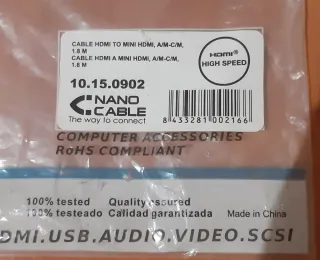 CABLE HDMI TO MINI HDMI, A/M-C/M,
1.8 M
CABLE HDMI A MINI HDMI, A/M-C/M,
1.8 M
HDMI®
HIGH SPEED
10.15.0902
NANO
CABLE
The way to connect
8 433281 002166
COMPUTER ACCESSORIES
RoHS COMPLIANT
100% tested Quality assured
100% testeado Calidad garantizada Made in China
DMI.USB.AUDIO.VIDEO.SCSI